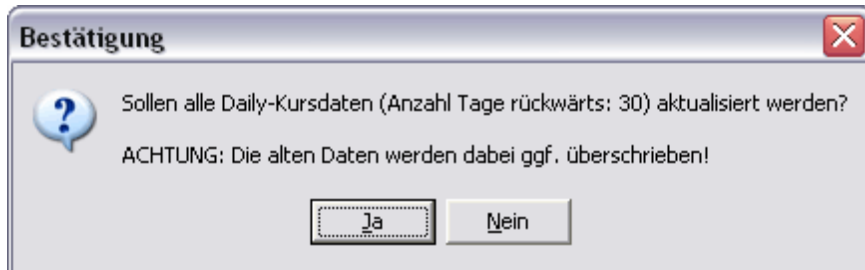 Bestätigung
Sollen alle Daily-Kursdaten (Anzahl Tage rückwärts: 30) aktualisiert werden?
ACHTUNG: Die alten Daten werden dabei ggf. überschrieben!
Ja
Nein